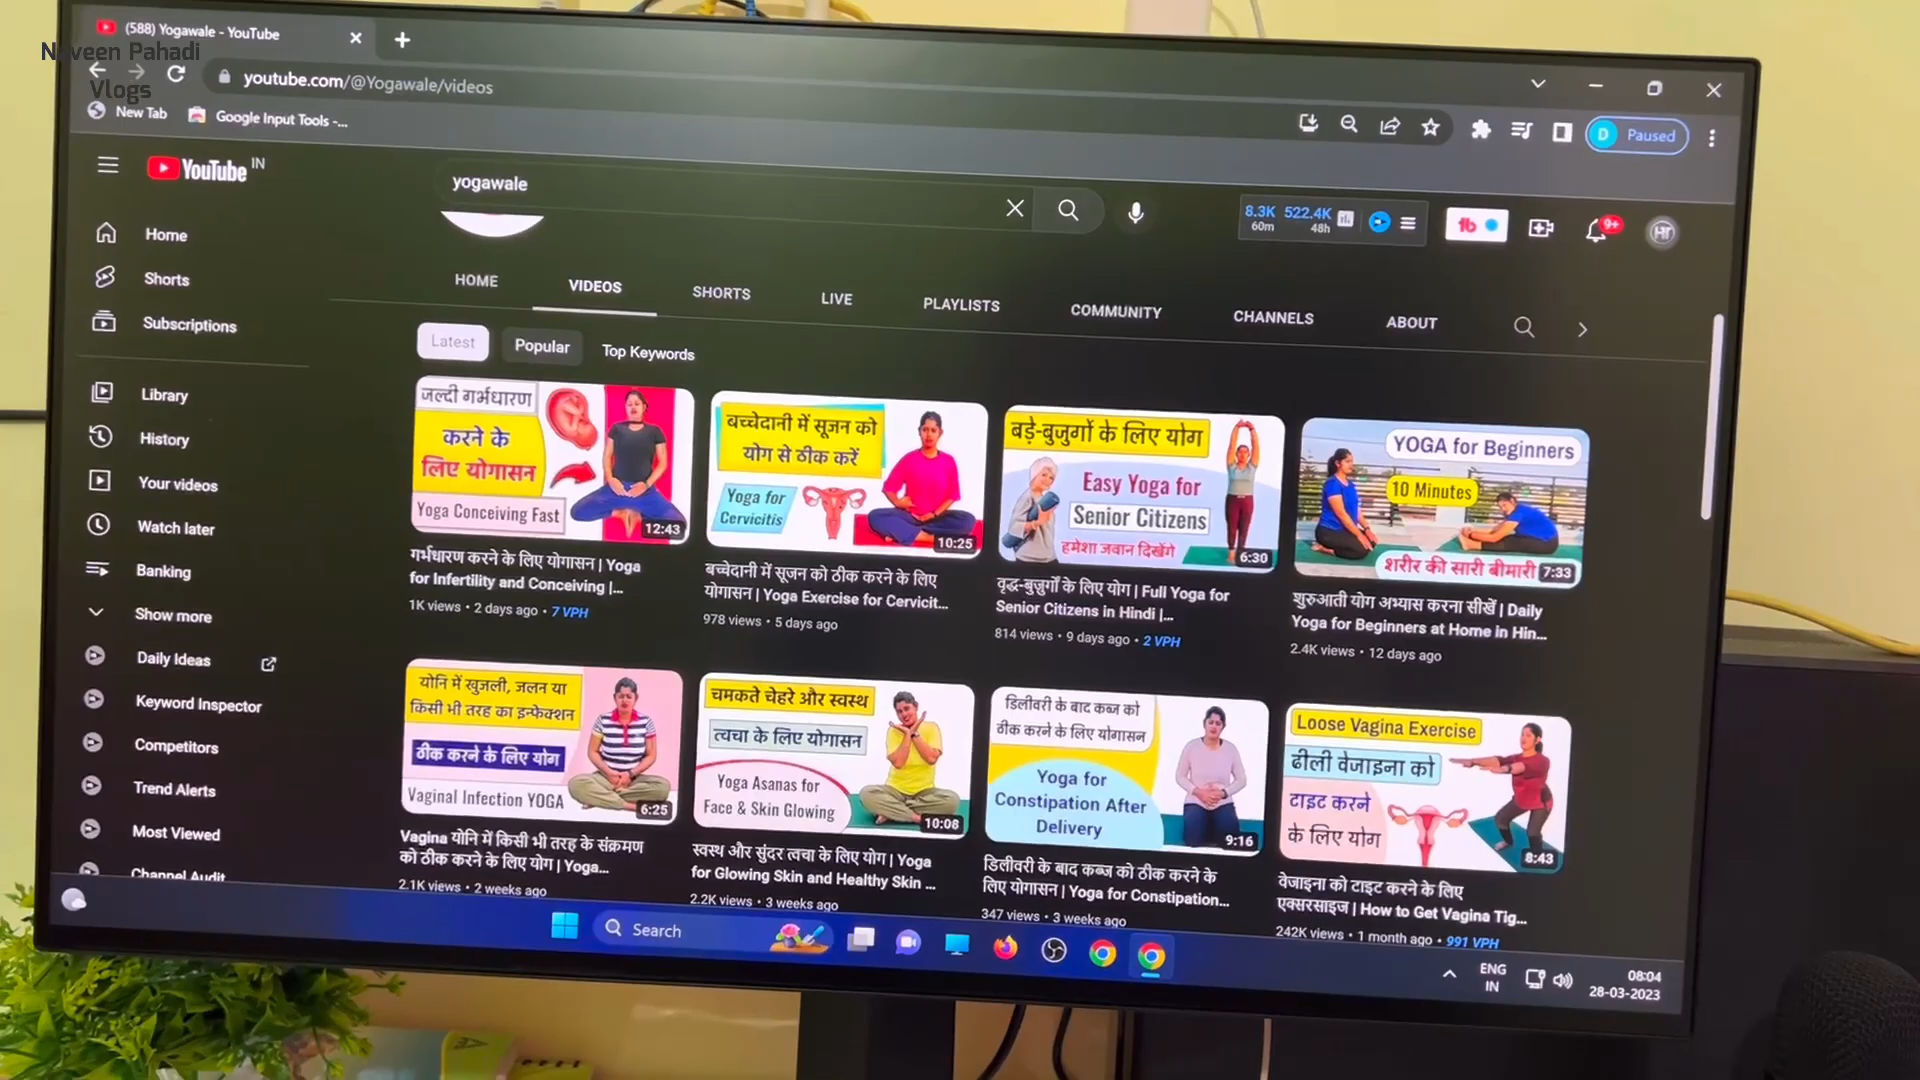 (588) Yogawale - YouTube
Naveen Pahadi
Vlogs
youtube.com/@Yogawale/videos
New Tab
Google Input Tools -...
D Paused
YouTube IN
yogawale
8.3K 522.4K
60m 48h
tb
9+
HT
Home
Shorts
Subscriptions
Library
History
Your videos
Watch later
Banking
Show more
Daily Ideas
Keyword Inspector
Competitors
Trend Alerts
Most Viewed
Channel Audit
HOME VIDEOS SHORTS LIVE PLAYLISTS COMMUNITY CHANNELS ABOUT
Latest Popular Top Keywords
जल्दी गर्भधारण
करने के
लिए योगासन
Yoga Conceiving Fast
12:43
गर्भधारण करने के लिए योगासन | Yoga
for Infertility and Conceiving |...
1K views • 2 days ago • 7 VPH
बच्चेदानी में सूजन को
योग से ठीक करें
Yoga for
Cervicitis
10:25
बच्चेदानी में सूजन को ठीक करने के लिए
योगासन | Yoga Exercise for Cervicit...
978 views • 5 days ago
बड़े-बुजुर्गो के लिए योग
Easy Yoga for
Senior Citizens
हमेशा जवान दिखेंगे
6:30
वृद्ध-बुजुर्गों के लिए योग | Full Yoga for
Senior Citizens in Hindi |...
814 views • 9 days ago • 2 VPH
YOGA for Beginners
10 Minutes
शरीर की सारी बीमारी
7:33
शुरुआती योग अभ्यास करना सीखें | Daily
Yoga for Beginners at Home in Hin...
2.4K views • 12 days ago
योनि में खुजली, जलन या
किसी भी तरह का इन्फेक्शन
ठीक करने के लिए योग
Vaginal Infection YOGA
6:25
Vagina योनि में किसी भी तरह के संक्रमण
को ठीक करने के लिए योग | Yoga...
2.1K views • 2 weeks ago
चमकते चेहरे और स्वस्थ
त्वचा के लिए योगासन
Yoga Asanas for
Face & Skin Glowing
10:08
स्वस्थ और सुंदर त्वचा के लिए योग | Yoga
for Glowing Skin and Healthy Skin ...
2.2K views • 3 weeks ago
डिलीवरी के बाद कब्ज को
ठीक करने के लिए योगासन
Yoga for
Constipation After
Delivery
9:16
डिलीवरी के बाद कब्ज को ठीक करने के
लिए योगासन | Yoga for Constipation...
347 views • 3 weeks ago
Loose Vagina Exercise
ढीली वेजाइना को
टाइट करने
के लिए योग
8:43
वेजाइना को टाइट करने के लिए
एक्सरसाइज | How to Get Vagina Tig...
242K views • 1 month ago • 991 VPH
Search
ENG
IN
08:04
28-03-2023